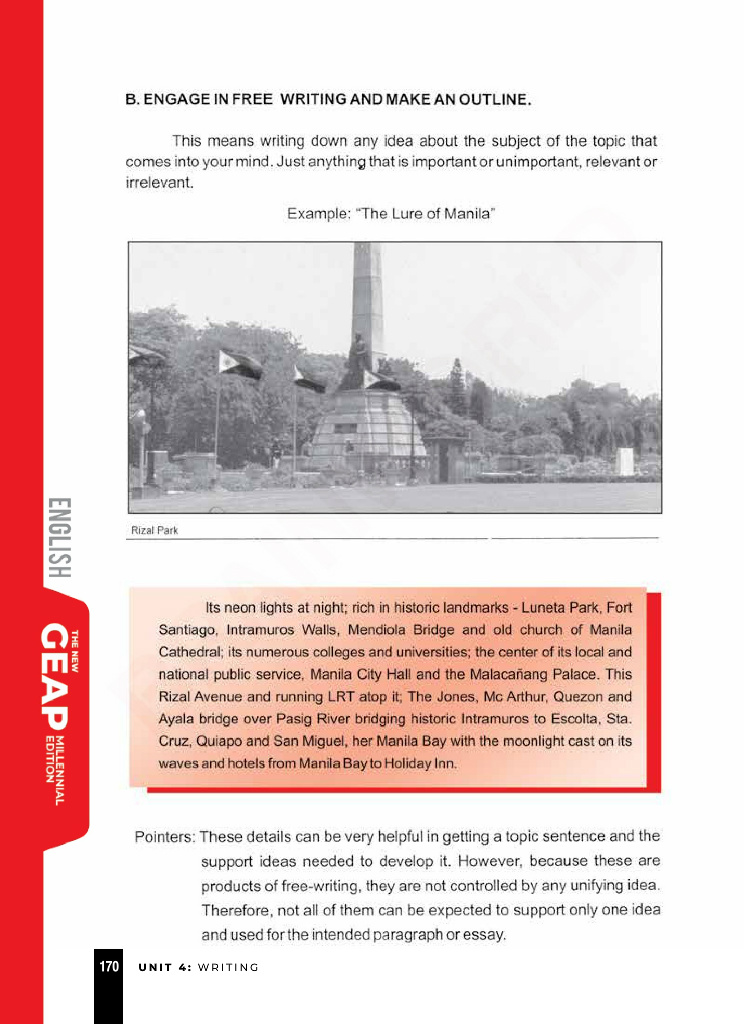 B. ENGAGE IN FREE WRITING AND MAKE AN OUTLINE.
This means writing down any idea about the subject of the topic that
comes into your mind. Just anything that is important or unimportant, relevant or
irrelevant.
Example: "The Lure of Manila"
Rizal Park
Its neon lights at night; rich in historic landmarks - Luneta Park, Fort
Santiago, Intramuros Walls, Mendiola Bridge and old church of Manila
Cathedral; its numerous colleges and universities; the center of its local and
national public service, Manila City Hall and the Malacañang Palace. This
Rizal Avenue and running LRT atop it; The Jones, Mc Arthur, Quezon and
Ayala bridge over Pasig River bridging historic Intramuros to Escolta, Sta.
Cruz, Quiapo and San Miguel, her Manila Bay with the moonlight cast on its
waves and hotels from Manila Bay to Holiday Inn.
Pointers: These details can be very helpful in getting a topic sentence and the
support ideas needed to develop it. However, because these are
products of free-writing, they are not controlled by any unifying idea.
Therefore, not all of them can be expected to support only one idea
and used for the intended paragraph or essay.
ENGLISH
THE NEW
GEAP
MILLENNIAL
EDITION
170 UNIT 4: WRITING